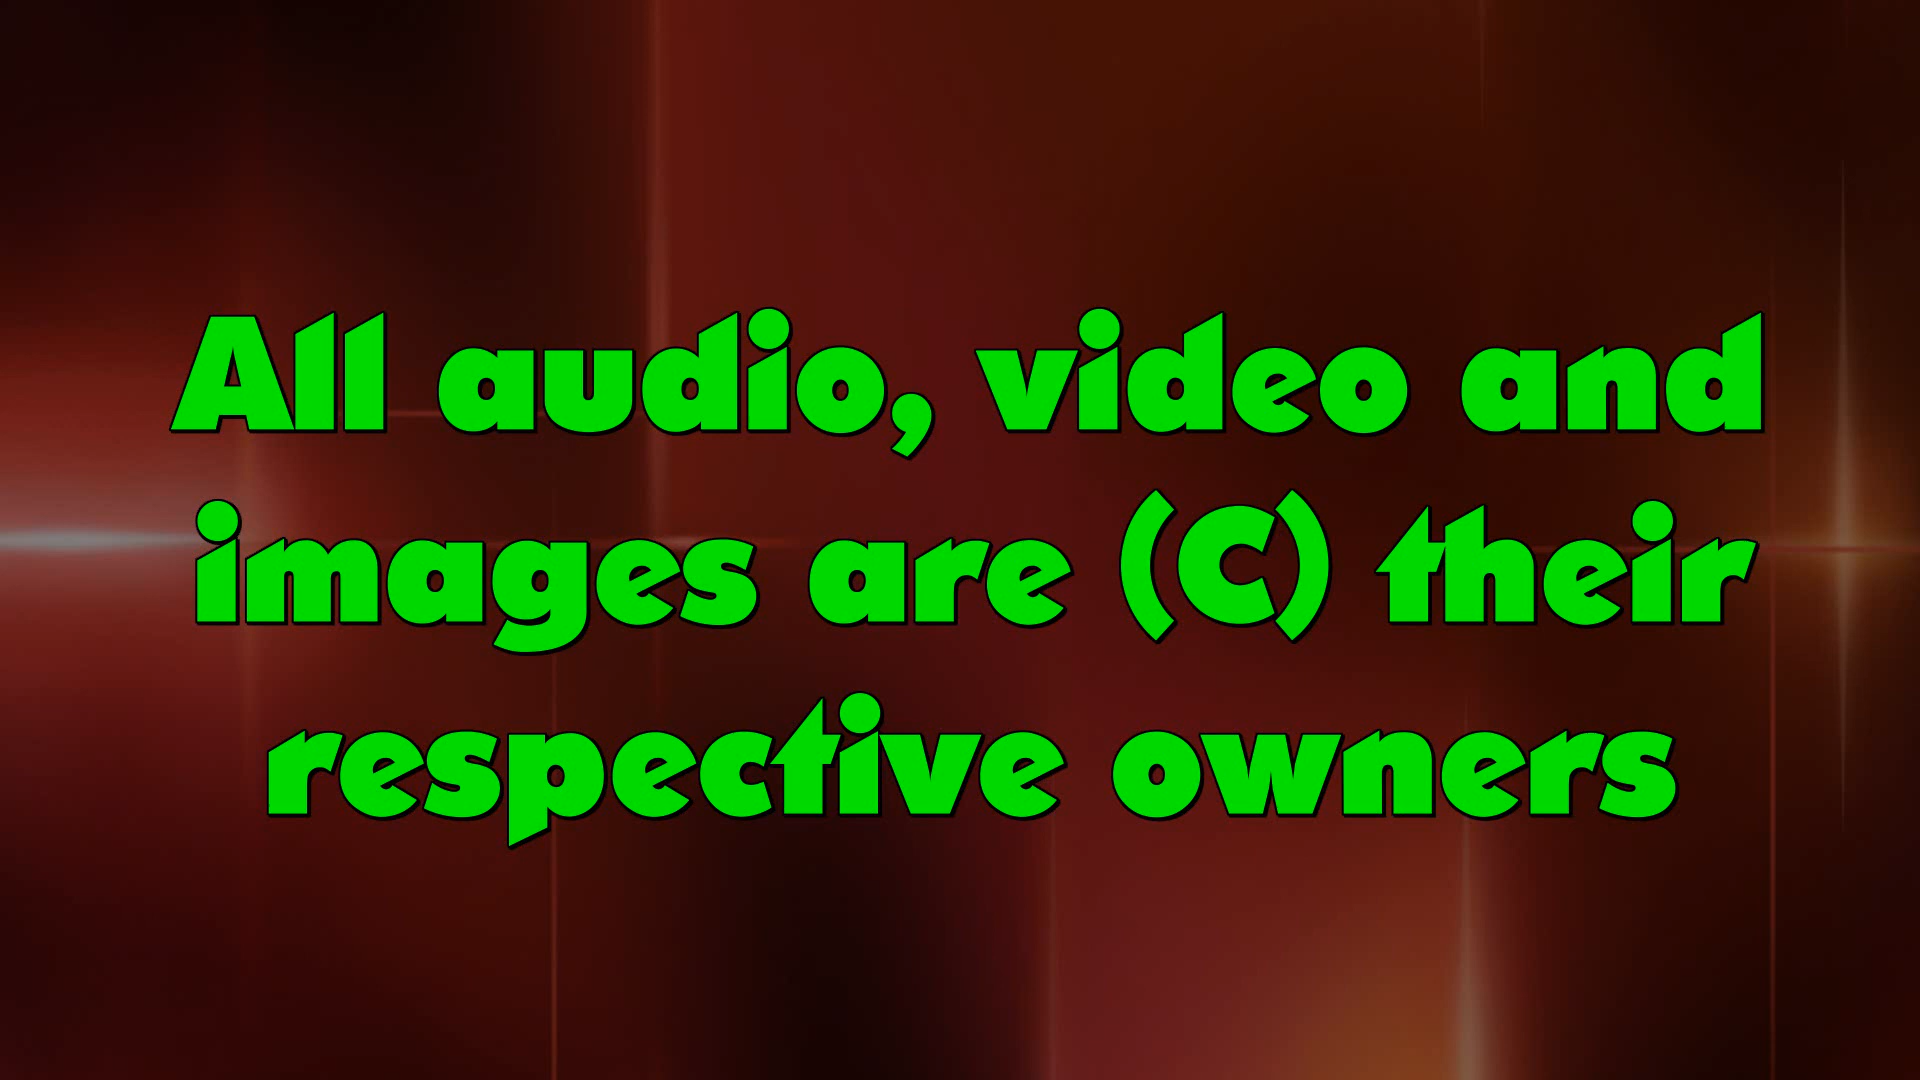 All audio, video and
images are (C) their
respective owners